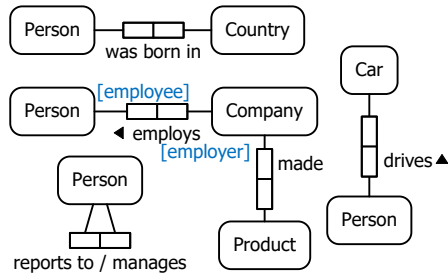 Person
Country
was born in
Car
[employee]
Person
Company
◄ employs
[employer]
made
drives ▲
Person
Person
Product
reports to / manages